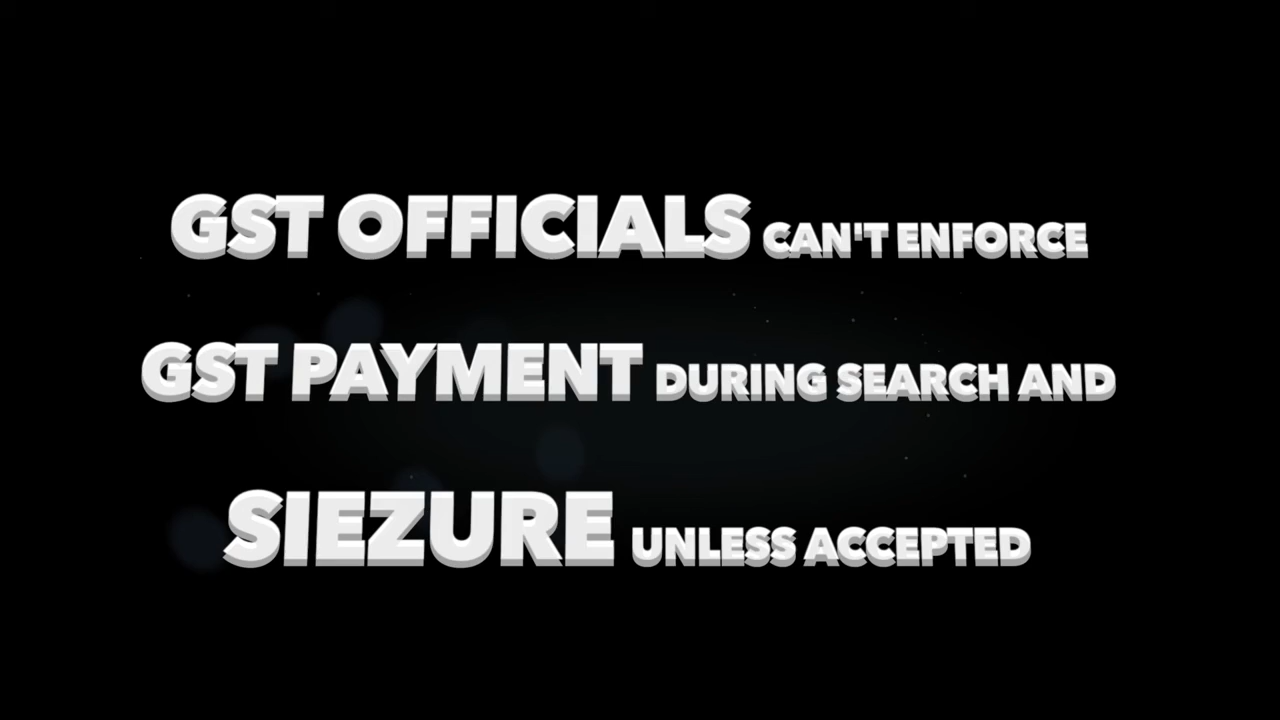 GST OFFICIALS CAN'T ENFORCE
GST PAYMENT DURING SEARCH AND
SIEZURE UNLESS ACCEPTED